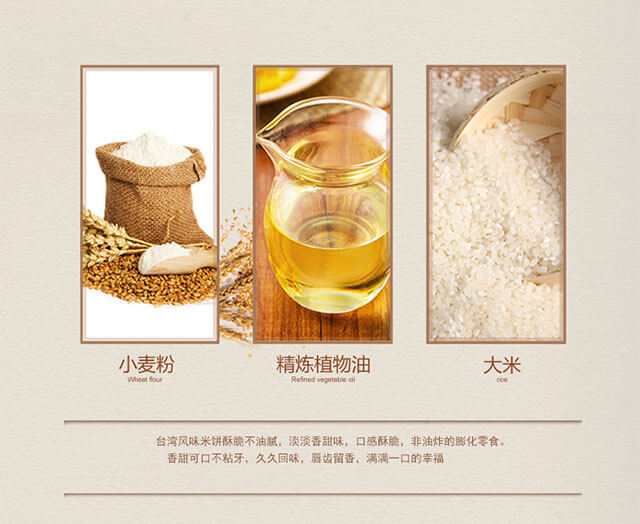 小麦粉
Wheat flour
精炼植物油
Refined vegetable oil
大米
rice
台湾风味米饼酥脆不油腻，淡淡香甜味，口感酥脆，非油炸的膨化零食。
香甜可口不粘牙，久久回味，唇齿留香，满满一口的幸福